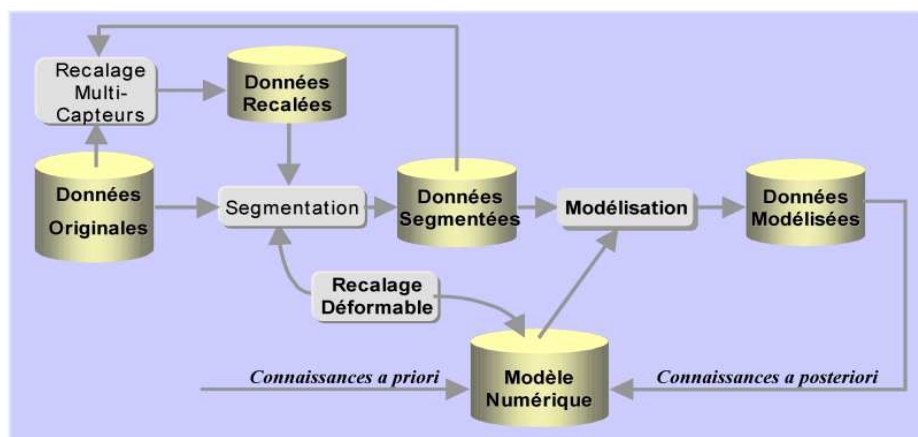 Recalage
Multi-
Capteurs
Données
Recalées
Données
Originales
Segmentation
Données
Segmentées
Modélisation
Données
Modélisées
Recalage
Déformable
Connaissances a priori
Modèle
Numérique
Connaissances a posteriori